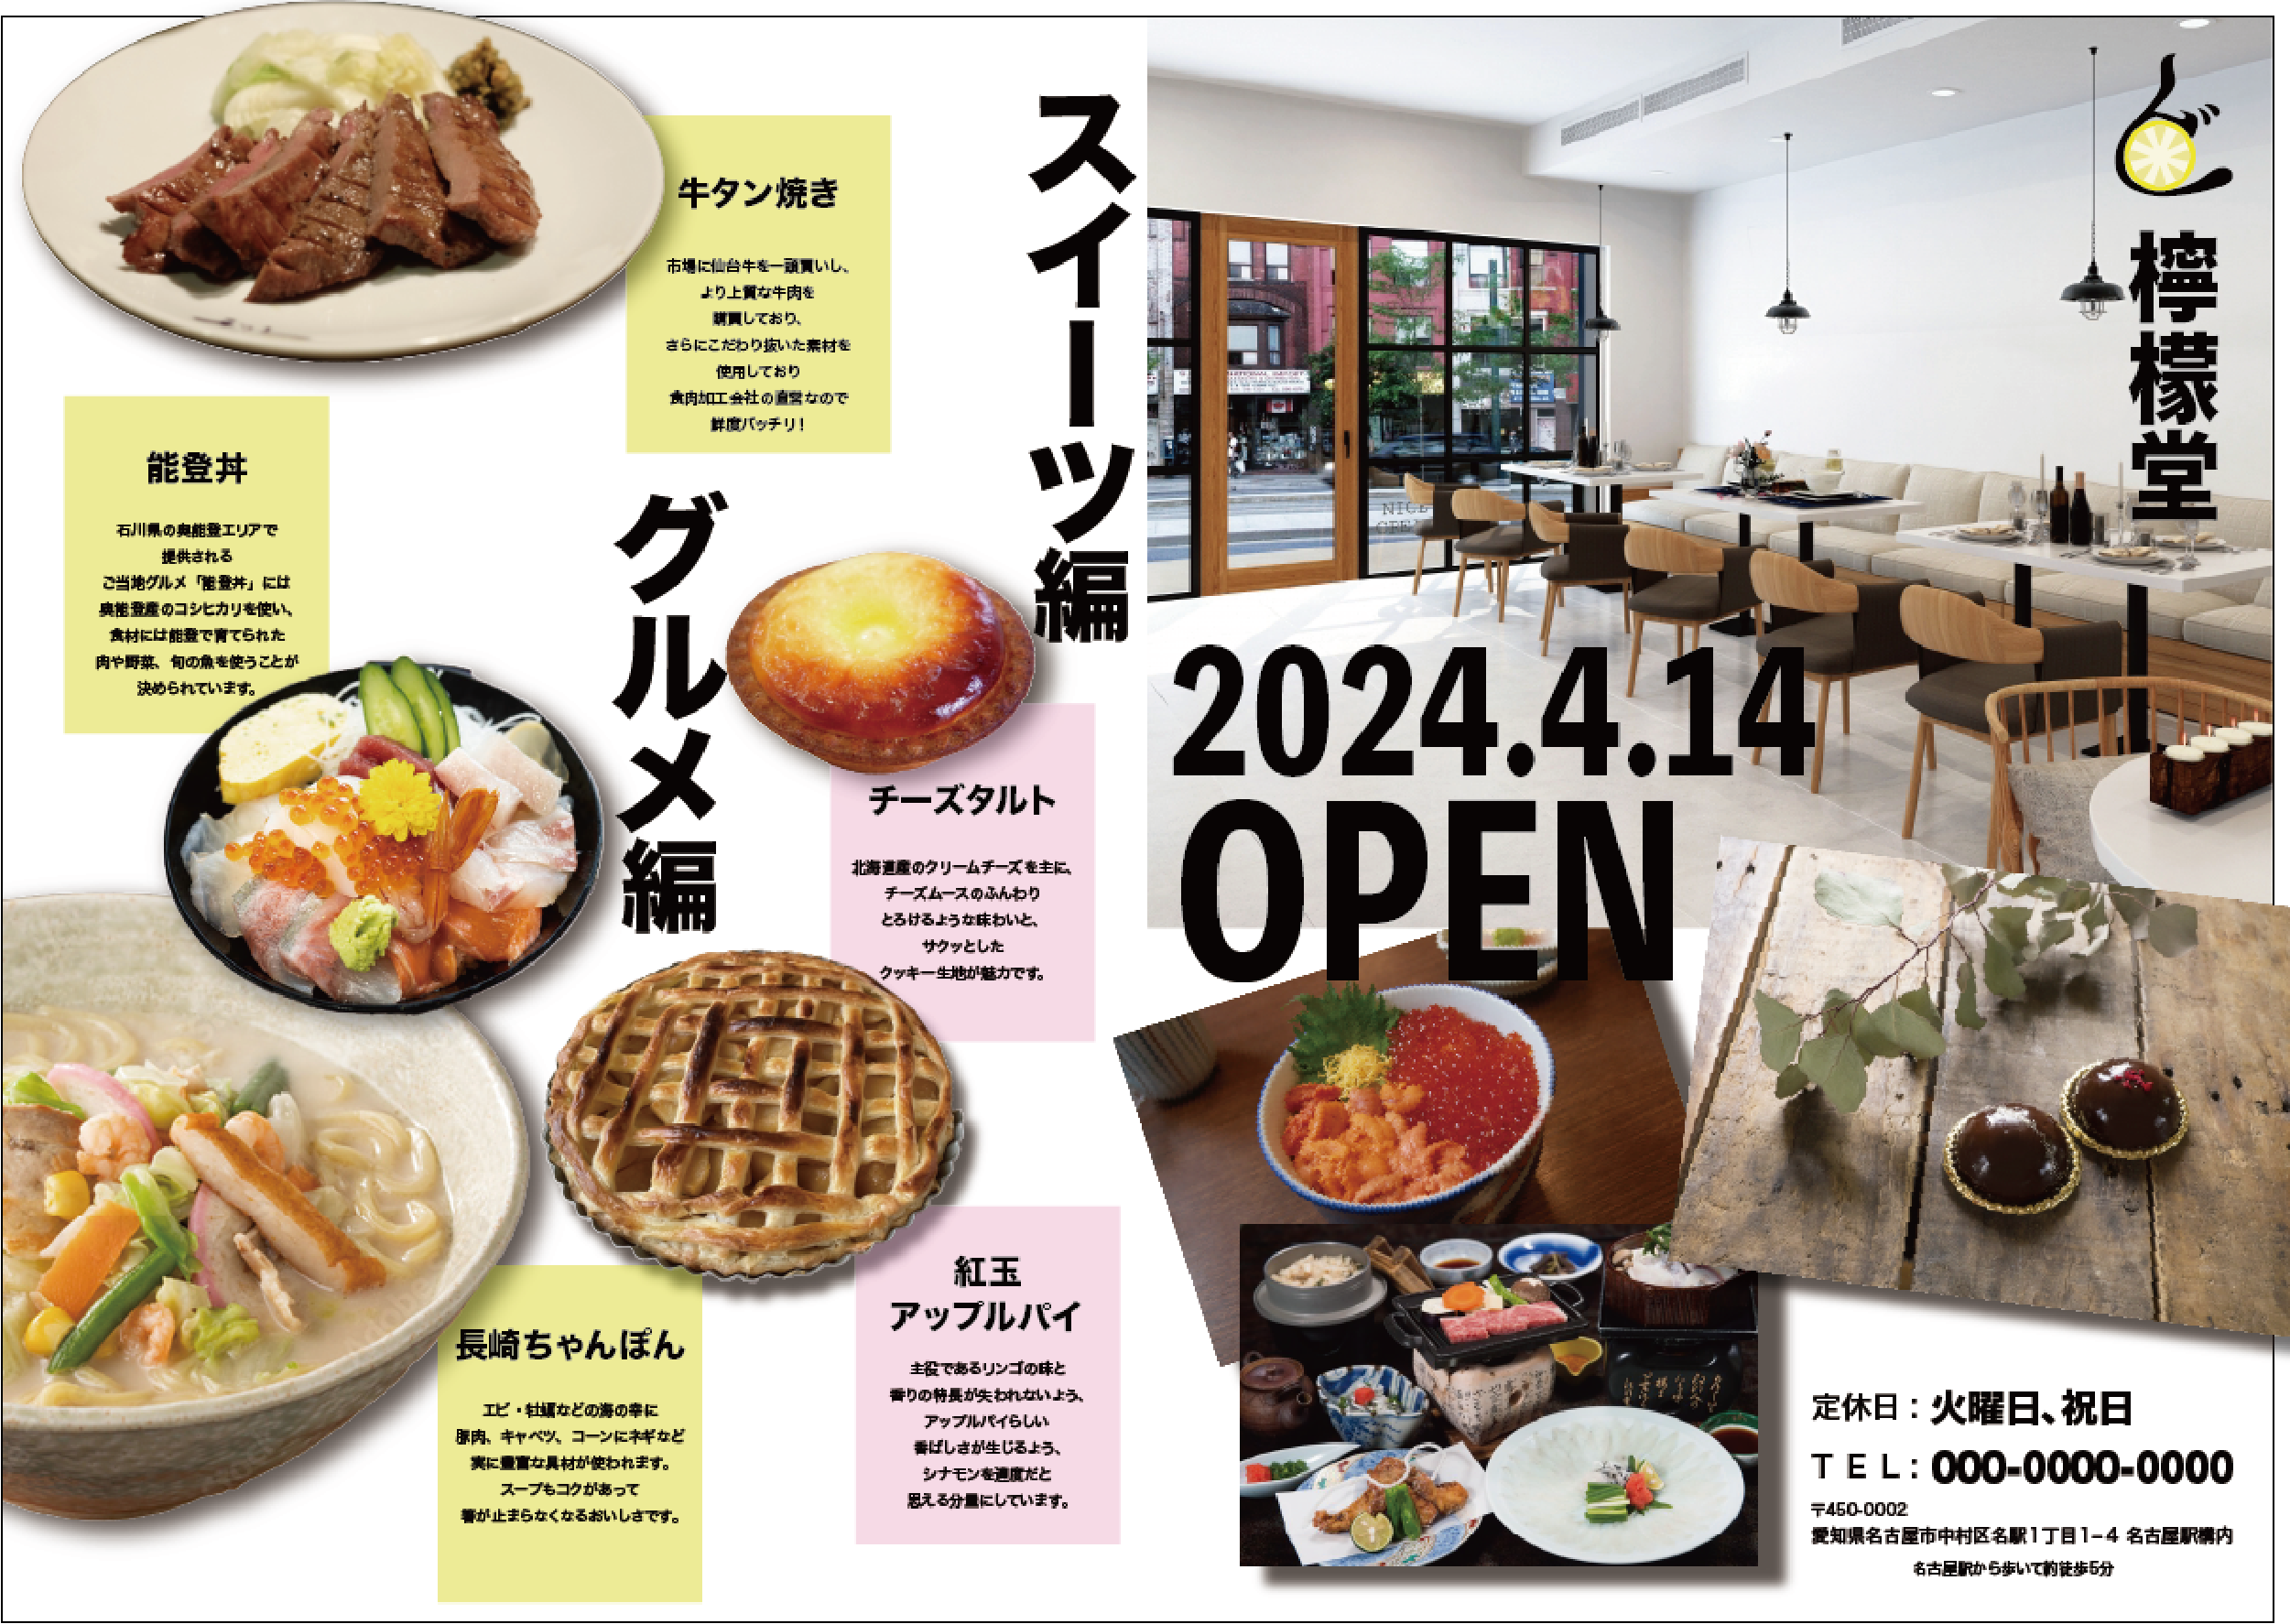 檸檬堂
2024.4.14
OPEN
定休日：火曜日、祝日
ＴＥＬ：000-0000-0000
〒450-0002
愛知県名古屋市中村区名駅１丁目１−４ 名古屋駅構内
名古屋駅から歩いて約徒歩5分
スイーツ編
チーズタルト
北海道産のクリームチーズを主に、
チーズムースのふんわり
とろけるような味わいと、
サクッとした
クッキー生地が魅力です。
紅玉
アップルパイ
主役であるリンゴの味と
香りの特長が失われないよう、
アップルパイらしい
香ばしさが生じるよう、
シナモンを適度だと
思える分量にしています。
グルメ編
牛タン焼き
市場に仙台牛を一頭買いし、
より上質な牛肉を
購買しており、
さらにこだわり抜いた素材を
使用しており
食肉加工会社の直営なので
鮮度バッチリ！
能登丼
石川県の奥能登エリアで
提供される
ご当地グルメ「能登丼」には
奥能登産のコシヒカリを使い、
食材には能登で育てられた
肉や野菜、旬の魚を使うことが
決められています。
長崎ちゃんぽん
エビ・牡蠣などの海の幸に
豚肉、キャベツ、コーンにネギなど
実に豊富な具材が使われます。
スープもコクがあって
箸が止まらなくなるおいしさです。